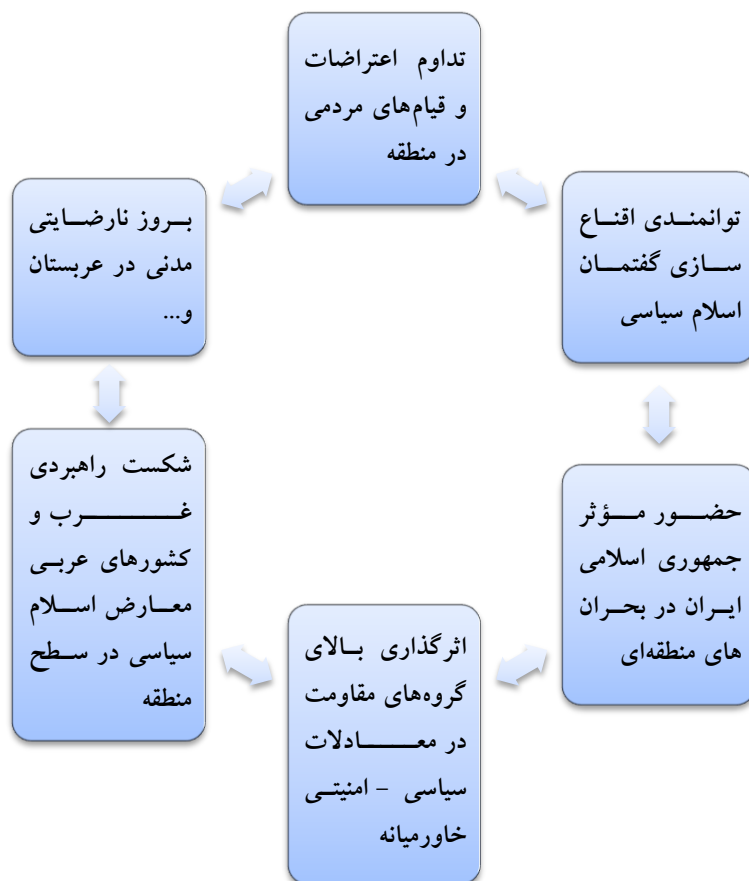 تداوم اعتراضات
و قیام‌های مردمی
در منطقه
توانمندی اقناع
سازی گفتمان
اسلام سیاسی
حضور مؤثر
جمهوری اسلامی
ایران در بحران
های منطقه‌ای
اثرگذاری بالای
گروه‌های مقاومت
در معادلات
سیاسی - امنیتی
خاورمیانه
شکست راهبردی
غرب و
کشورهای عربی
معارض اسلام
سیاسی در سطح
منطقه
بروز نارضایتی
مدنی در عربستان
و...